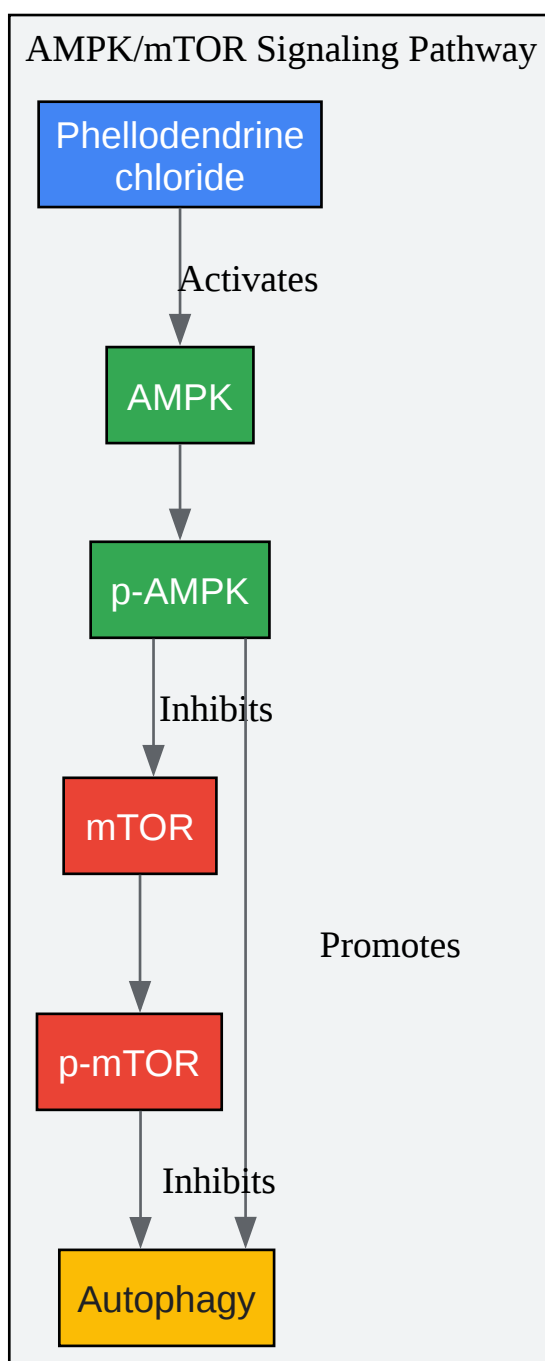 AMPK/mTOR Signaling Pathway
Phellodendrine
chloride
Activates
AMPK
p-AMPK
Inhibits
mTOR
Promotes
p-mTOR
Inhibits
Autophagy